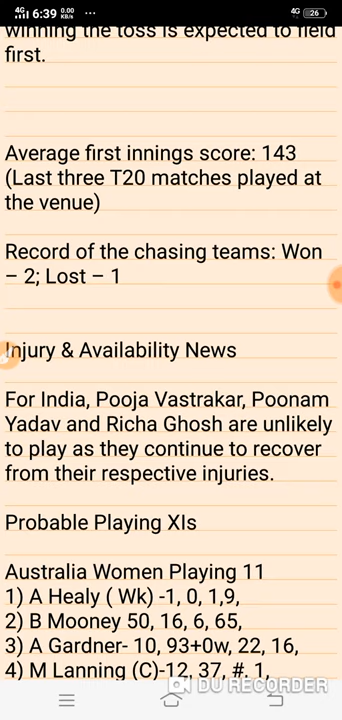 4G 6:39 0.00 KB/s ... 4G 26
winning the toss is expected to field
first.
Average first innings score: 143
(Last three T20 matches played at
the venue)
Record of the chasing teams: Won
– 2; Lost – 1
Injury & Availability News
For India, Pooja Vastrakar, Poonam
Yadav and Richa Ghosh are unlikely
to play as they continue to recover
from their respective injuries.
Probable Playing XIs
Australia Women Playing 11
1) A Healy ( Wk) -1, 0, 1,9,
2) B Mooney 50, 16, 6, 65,
3) A Gardner- 10, 93+0w, 22, 16,
4) M Lanning (C)-12, 37, #, 1,
DU RECORDER